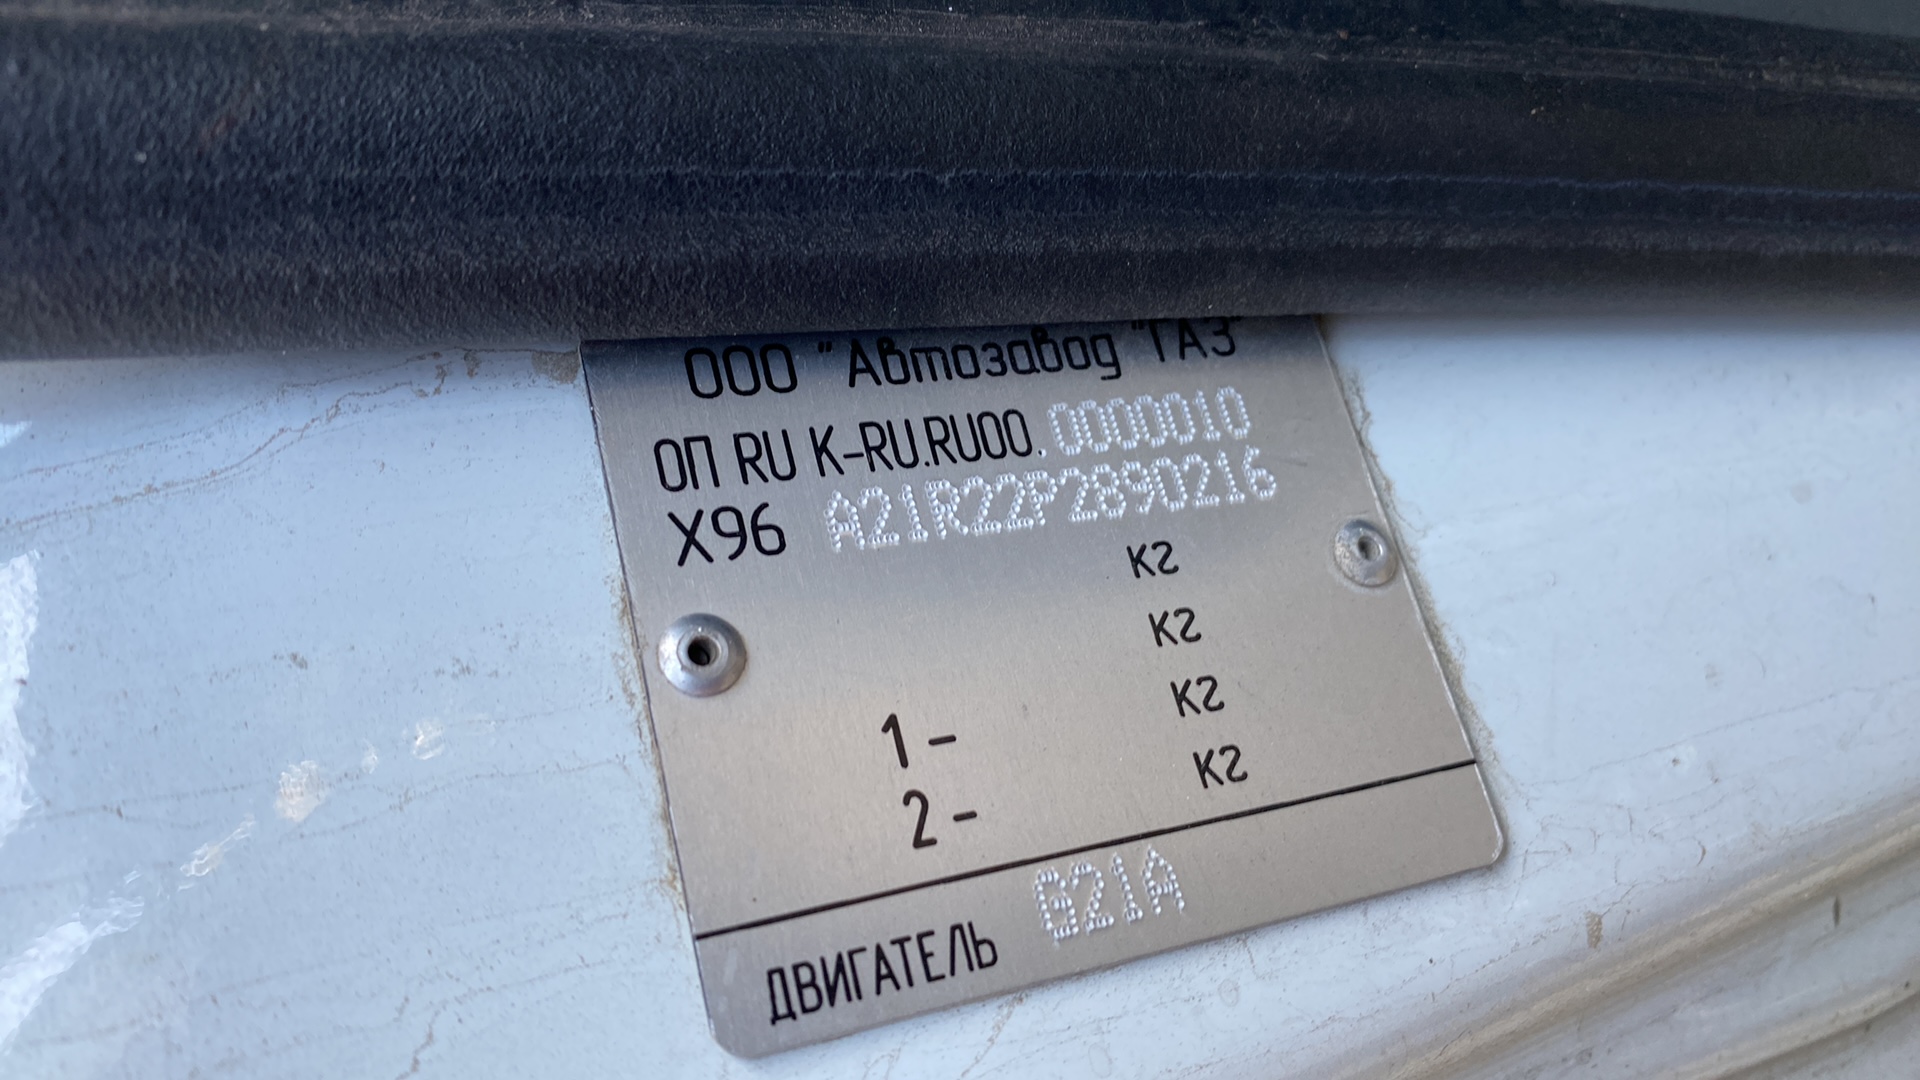 ООО "Автозавод "ГАЗ"
ОП RU К-RU.RU00. 0000010
X96 A21R22P2890216
кг
кг
1 - кг
2 - кг
ДВИГАТЕЛЬ G21A